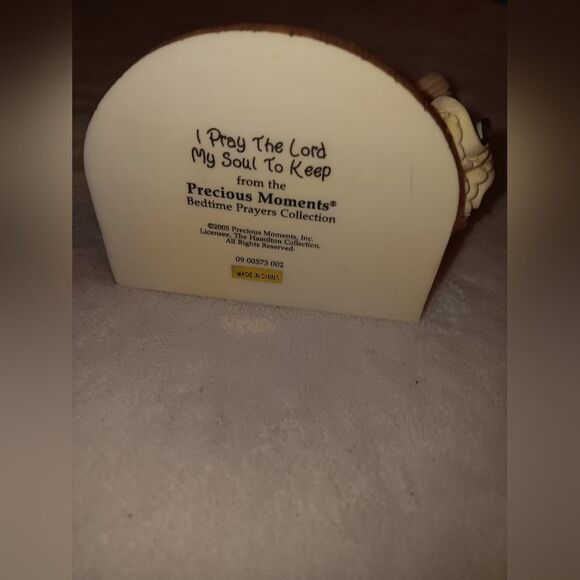 I Pray The Lord
My Soul To Keep
from the
Precious Moments®
Bedtime Prayers Collection
©2005 Precious Moments, Inc.
Licensee, The Hamilton Collection.
All Rights Reserved.
09 00573 002
MADE IN CHINA